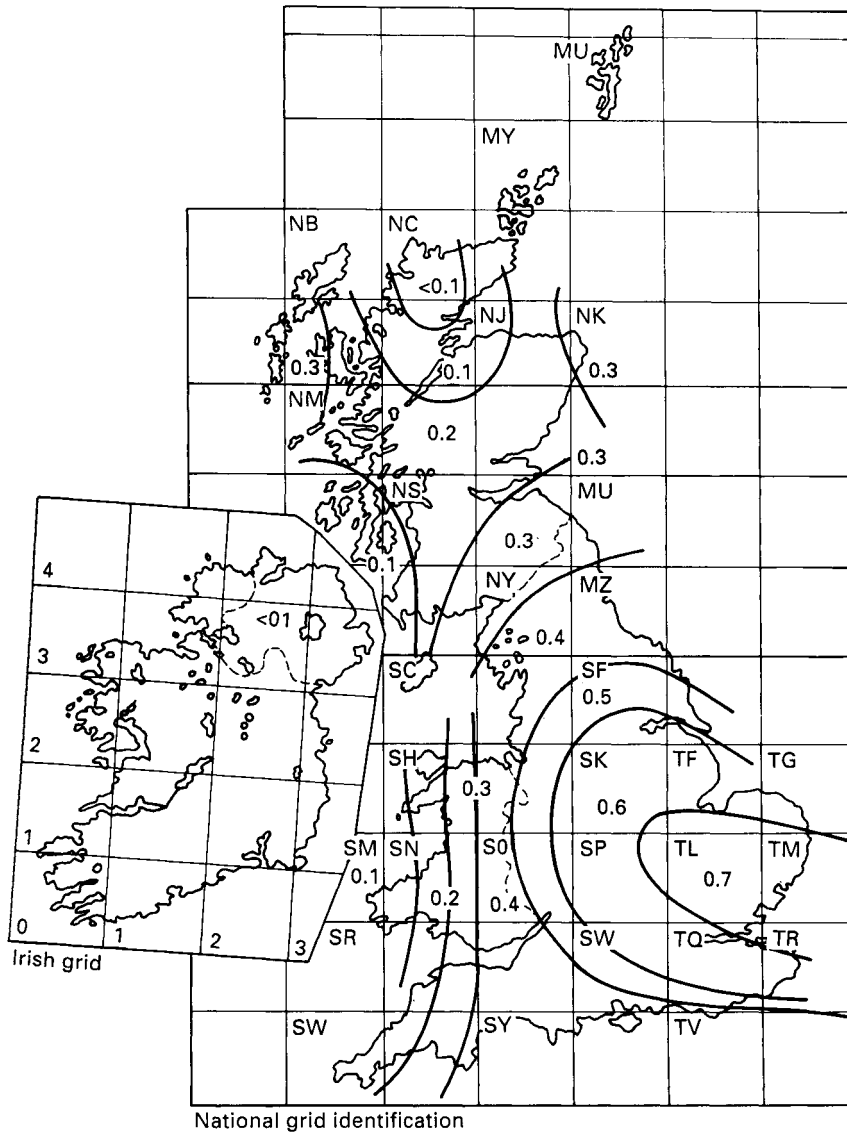 MU
MY
NB NC
<0.1
NJ NK
0.3 0.1 0.3
NM
0.2
0.3
NS MU
0.3
0.1
4 NY MZ
<01
0.4
3 SC SF
0.5
2 SH SK TF TG
0.3
0.6
1 SM SN S0 SP TL TM
0.1 0.7
0.2 0.4
0 1 2 3 SR SW TQ TR
Irish grid
SW SY TV
National grid identification